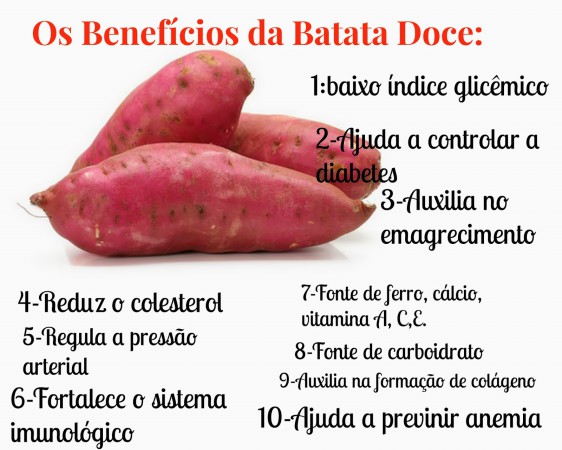 Os Benefícios da Batata Doce:
1:baixo índice glicêmico
2-Ajuda a controlar a
diabetes
3-Auxilia no
emagrecimento
4-Reduz o colesterol
5-Regula a pressão
arterial
6-Fortalece o sistema
imunológico
7-Fonte de ferro, cálcio,
vitamina A, C,E.
8-Fonte de carboidrato
9-Auxilia na formação de colágeno
10-Ajuda a previnir anemia